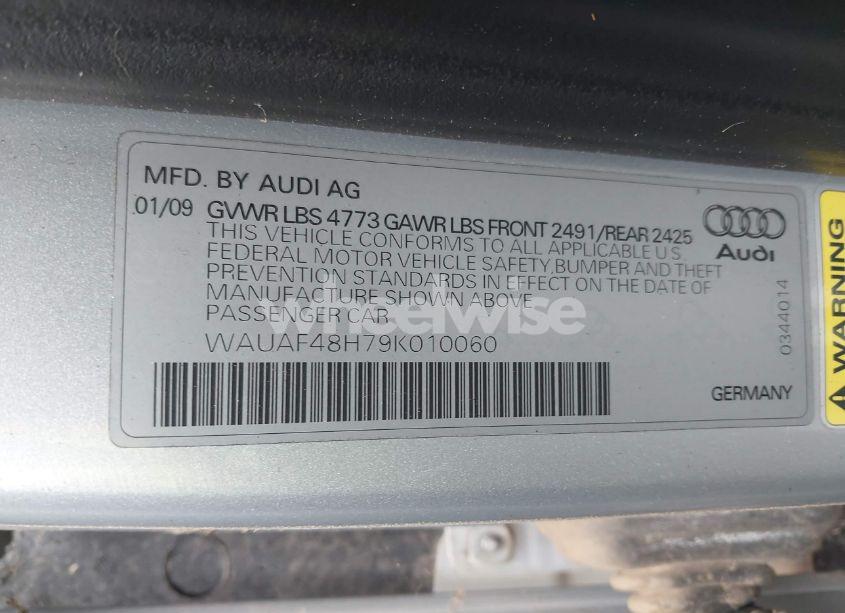 MFD. BY AUDI AG
01/09 GVWR LBS 4773 GAWR LBS FRONT 2491/REAR 2425
THIS VEHICLE CONFORMS TO ALL APPLICABLE U.S.
FEDERAL MOTOR VEHICLE SAFETY, BUMPER AND THEFT
PREVENTION STANDARDS IN EFFECT ON THE DATE OF
MANUFACTURE SHOWN ABOVE
PASSENGER CAR
WAUAF48H79K010060
Audi
0344014
GERMANY
WARNING
wheelwise